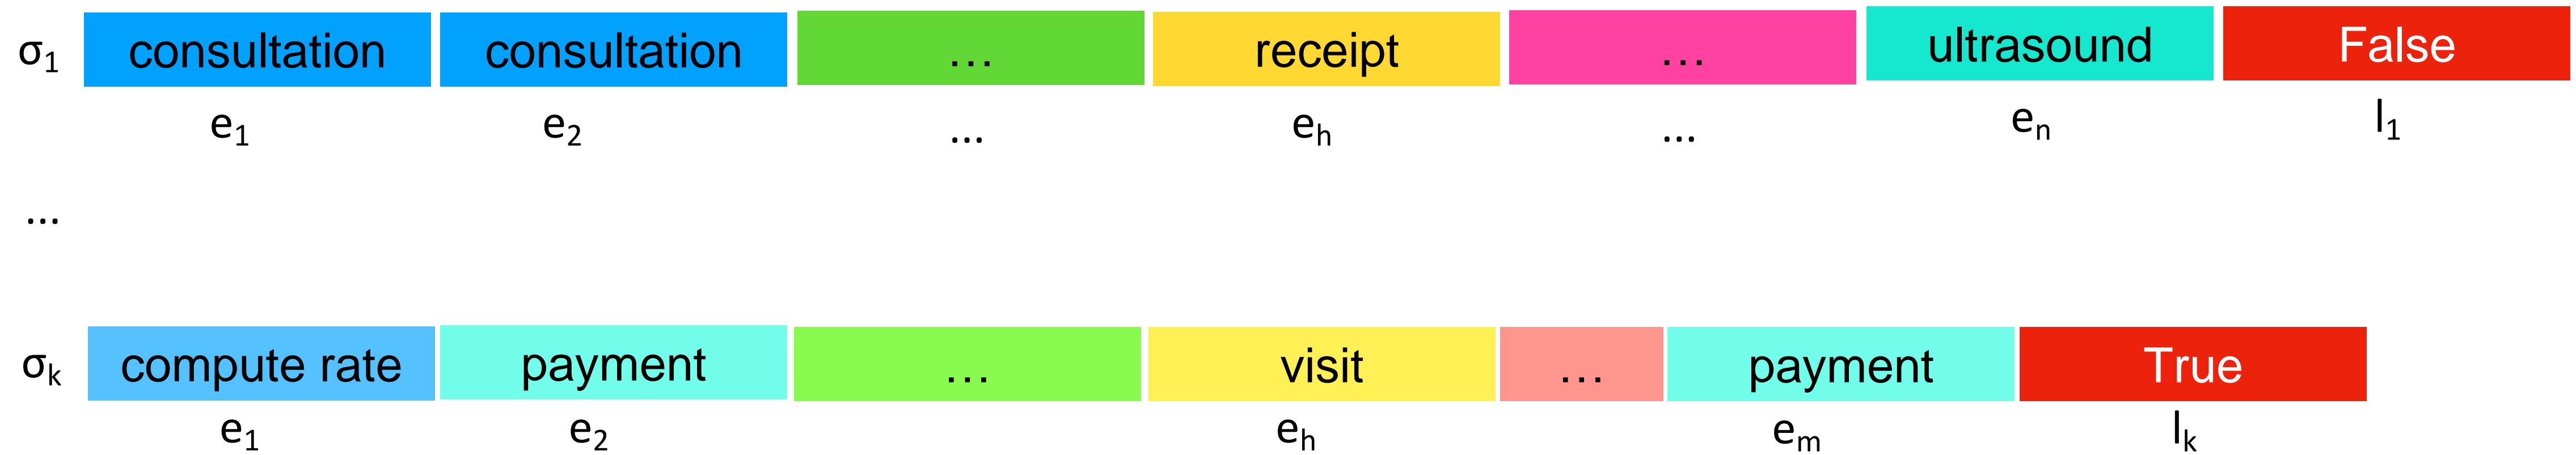 σ1 consultation consultation ... receipt ... ultrasound False
e1 e2 ... eh ... en l1
...
σk compute rate payment ... visit ... payment True
e1 e2 eh em lk